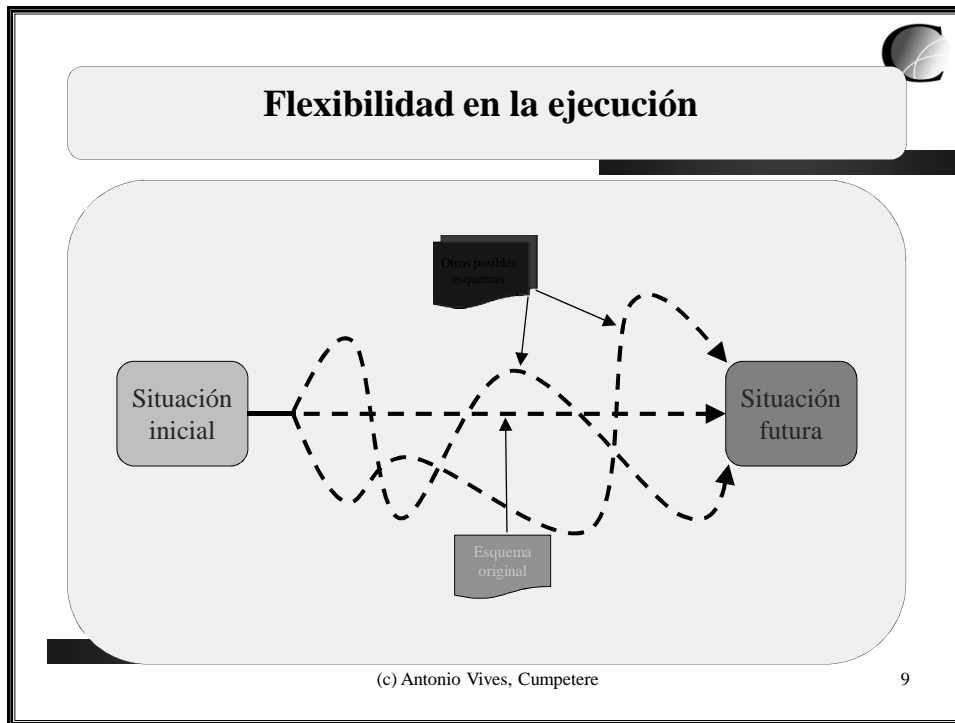 Flexibilidad en la ejecución
Otros posibles
esquemas
Situación
inicial
Situación
futura
Esquema
original
(c) Antonio Vives, Cumpetere
9